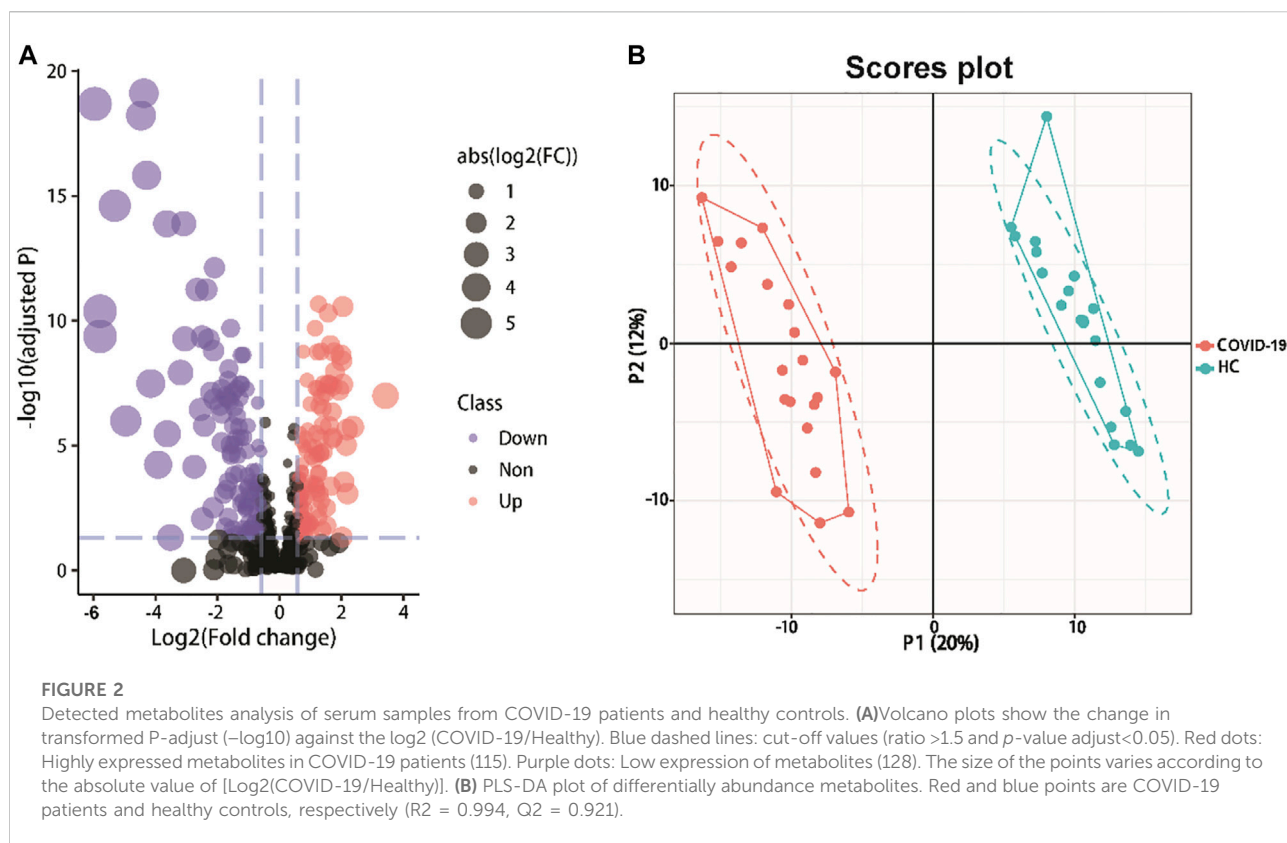 A
20
15
10
5
0
-log10(adjusted P)
-6
-4
-2
0
2
4
Log2(Fold change)
abs(log2(FC))
1
2
3
4
5
Class
Down
Non
Up
B
Scores plot
10
0
-10
P2 (12%)
-10
0
10
P1 (20%)
COVID-19
HC
FIGURE 2
Detected metabolites analysis of serum samples from COVID-19 patients and healthy controls. (A)Volcano plots show the change in
transformed P-adjust (−log10) against the log2 (COVID-19/Healthy). Blue dashed lines: cut-off values (ratio >1.5 and p-value adjust<0.05). Red dots:
Highly expressed metabolites in COVID-19 patients (115). Purple dots: Low expression of metabolites (128). The size of the points varies according to
the absolute value of [Log2(COVID-19/Healthy)]. (B) PLS-DA plot of differentially abundance metabolites. Red and blue points are COVID-19
patients and healthy controls, respectively (R2 = 0.994, Q2 = 0.921).